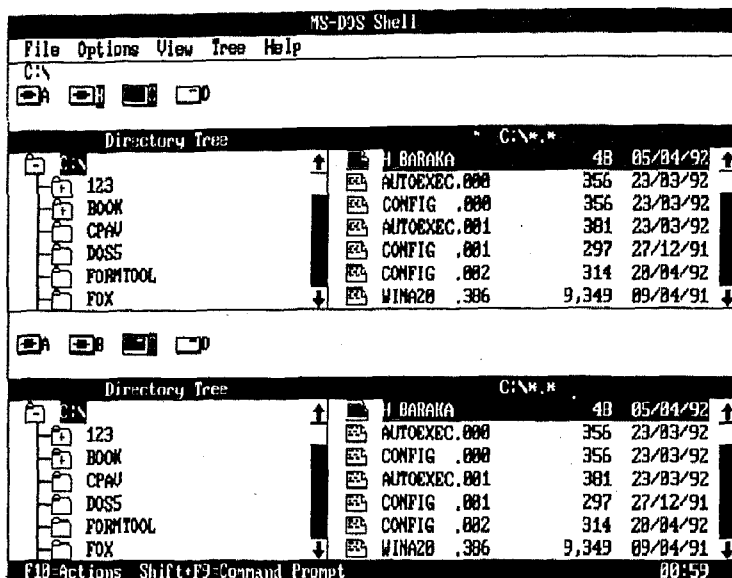 MS-DOS Shell
File Options View Tree Help
C:\
A B C D
Directory Tree
C:\*.*
C:\
123
BOOK
CPAV
DOS5
FORMTOOL
FOX
H_BARAKA 48 05/04/92
AUTOEXEC.000 356 23/03/92
CONFIG .000 356 23/03/92
AUTOEXEC.001 381 23/03/92
CONFIG .001 297 27/12/91
CONFIG .002 314 20/04/92
WINA20 .386 9,349 09/04/91
A B C D
Directory Tree
C:\*.*
C:\
123
BOOK
CPAV
DOS5
FORMTOOL
FOX
H_BARAKA 48 05/04/92
AUTOEXEC.000 356 23/03/92
CONFIG .000 356 23/03/92
AUTOEXEC.001 381 23/03/92
CONFIG .001 297 27/12/91
CONFIG .002 314 20/04/92
WINA20 .386 9,349 09/04/91
F10=Actions Shift+F9=Command Prompt 00:59